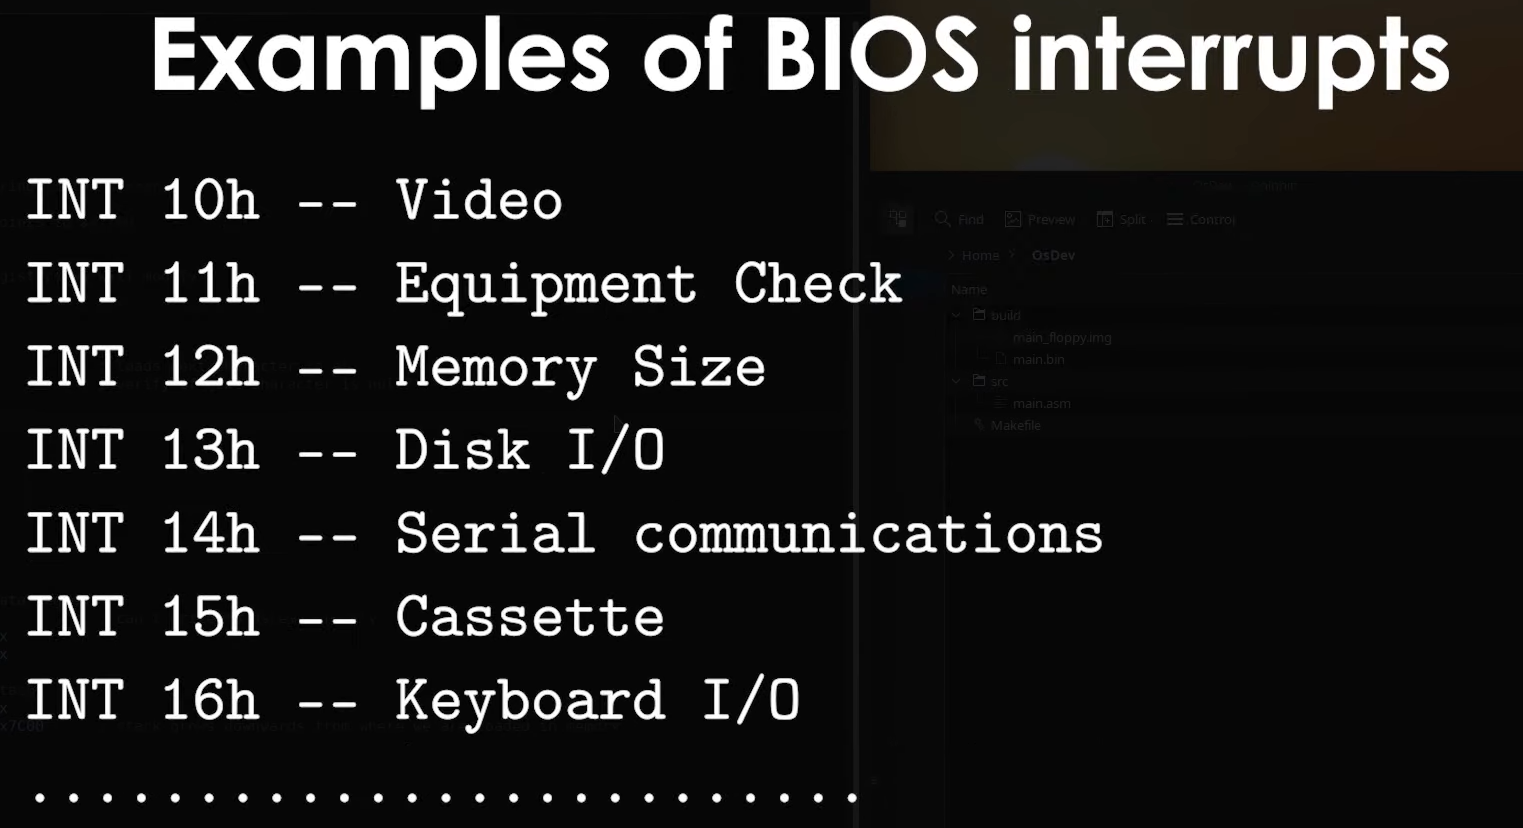 Examples of BIOS interrupts
INT 10h -- Video
INT 11h -- Equipment Check
INT 12h -- Memory Size
INT 13h -- Disk I/O
INT 14h -- Serial communications
INT 15h -- Cassette
INT 16h -- Keyboard I/O
...........................
Find Preview Split Control
Home OsDev
Name
build
main_floppy.img
main.bin
src
main.asm
Makefile